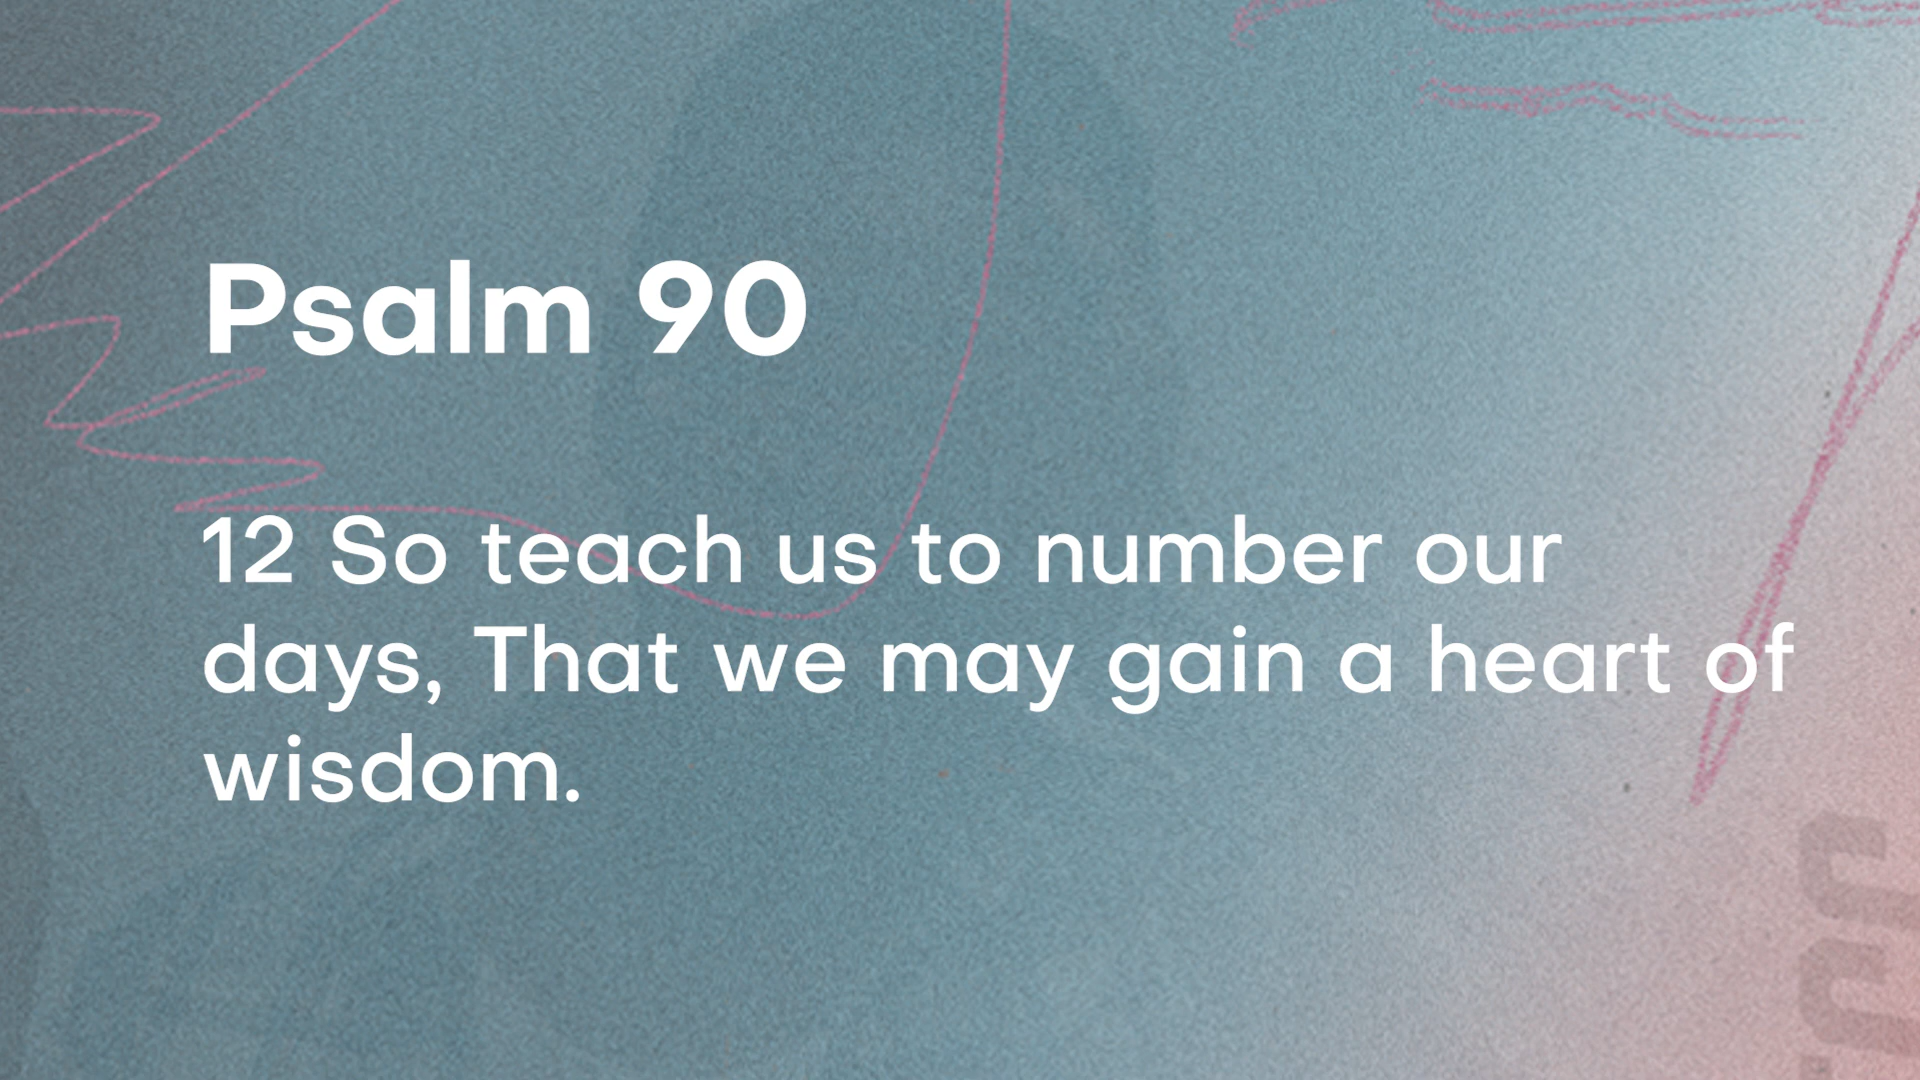 Psalm 90
12 So teach us to number our
days, That we may gain a heart of
wisdom.